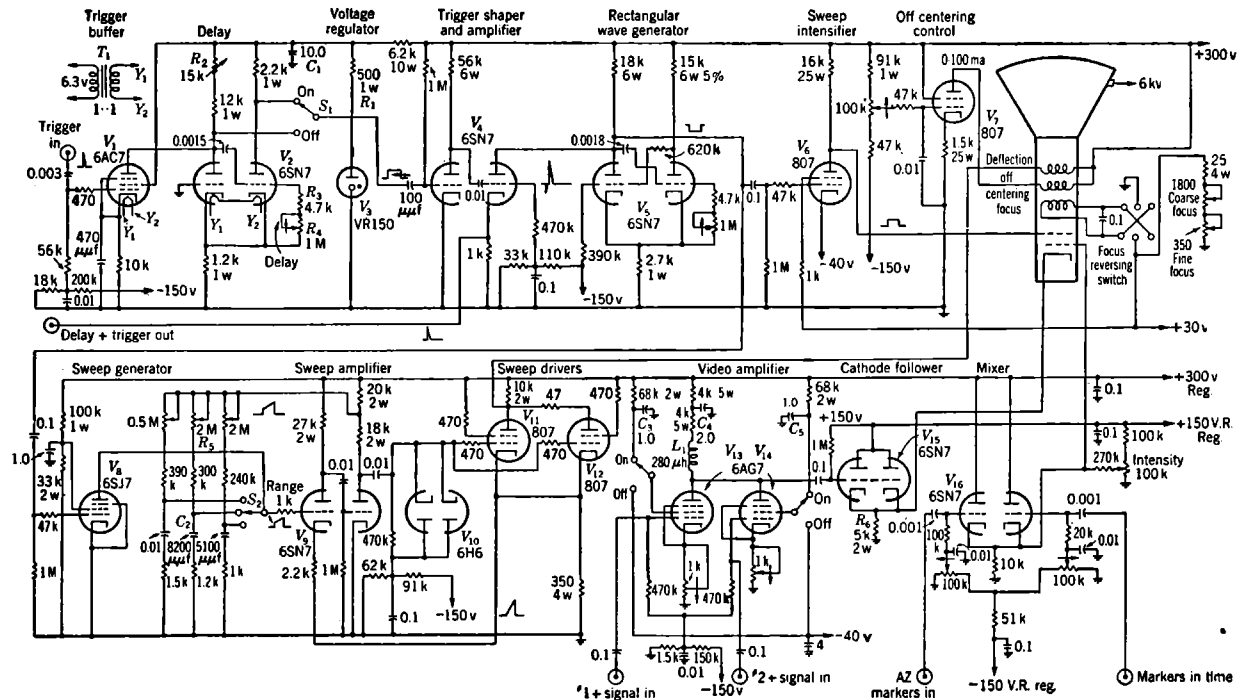 Trigger buffer
Delay
Voltage regulator
Trigger shaper and amplifier
Rectangular wave generator
Sweep intensifier
Off centering control
T1
6.3v
Y1
Y2
1··1
R2
15k
2.2k
1w
10.0
C1
On
S1
Off
12k
1w
500
1w
R1
6.2k
10w
1M
56k
6w
18k
6w
15k
6w 5%
16k
25w
91k
1w
0·100 ma
+300v
6kv
Trigger in
V1
6AC7
0.003
470
0.0015
V2
6SN7
R3
4.7k
R4
1M
Delay
Y1
Y2
Y1
Y2
V3
VR150
100
μμf
V4
6SN7
0.01
0.0018
620k
V5
6SN7
4.7k
1M
0.1
47k
V6
807
100k
47k
47k
0.01
V7
807
1.5k
25w
Deflection
off
centering
focus
0.1
Focus reversing switch
25
4w
1800
Coarse focus
350
Fine focus
56k
470
μμf
10k
18k
200k
0.01
−150v
1.2k
1w
1k
33k
470k
110k
0.1
390k
−150v
2.7k
1w
1M
1k
−40v
−150v
Delay + trigger out
+30v
Sweep generator
Sweep amplifier
Sweep drivers
Video amplifier
Cathode follower
Mixer
+300v
Reg.
0.1
0.1
100k
1w
1.0
33k
2w
47k
1M
V8
6SJ7
0.5M
R5
2M
2M
390
k
300
k
240k
S2
C2
0.01
8200
μμf
5100
μμf
1.5k
1.2k
1k
Range
1k
27k
2w
20k
2w
18k
2w
0.01
0.01
V9
6SN7
2.2k
1M
470k
62k
91k
0.1
−150v
V10
6H6
470
470
10k
2w
V11
807
47
470
470
V12
807
350
4w
68k
2w
C3
1.0
On
Off
4k 5w
4k
5w
C4
2.0
L1
280μh
V13
V14
6AG7
1.0
C5
68k
2w
+150v
1M
0.1
On
Off
V15
6SN7
R6
5k
2w
+150 V.R.
Reg.
0.1
100k
270k
Intensity
100k
V16
6SN7
0.001
0.001
100
k
0.01
100k
10k
20k
0.01
100k
51k
0.1
470k
1k
470k
1k
−40v
4
0.1
1.5k
0.01
150k
−150v
0.1
#1+ signal in
#2+ signal in
AZ markers in
−150 V.R. reg.
Markers in time